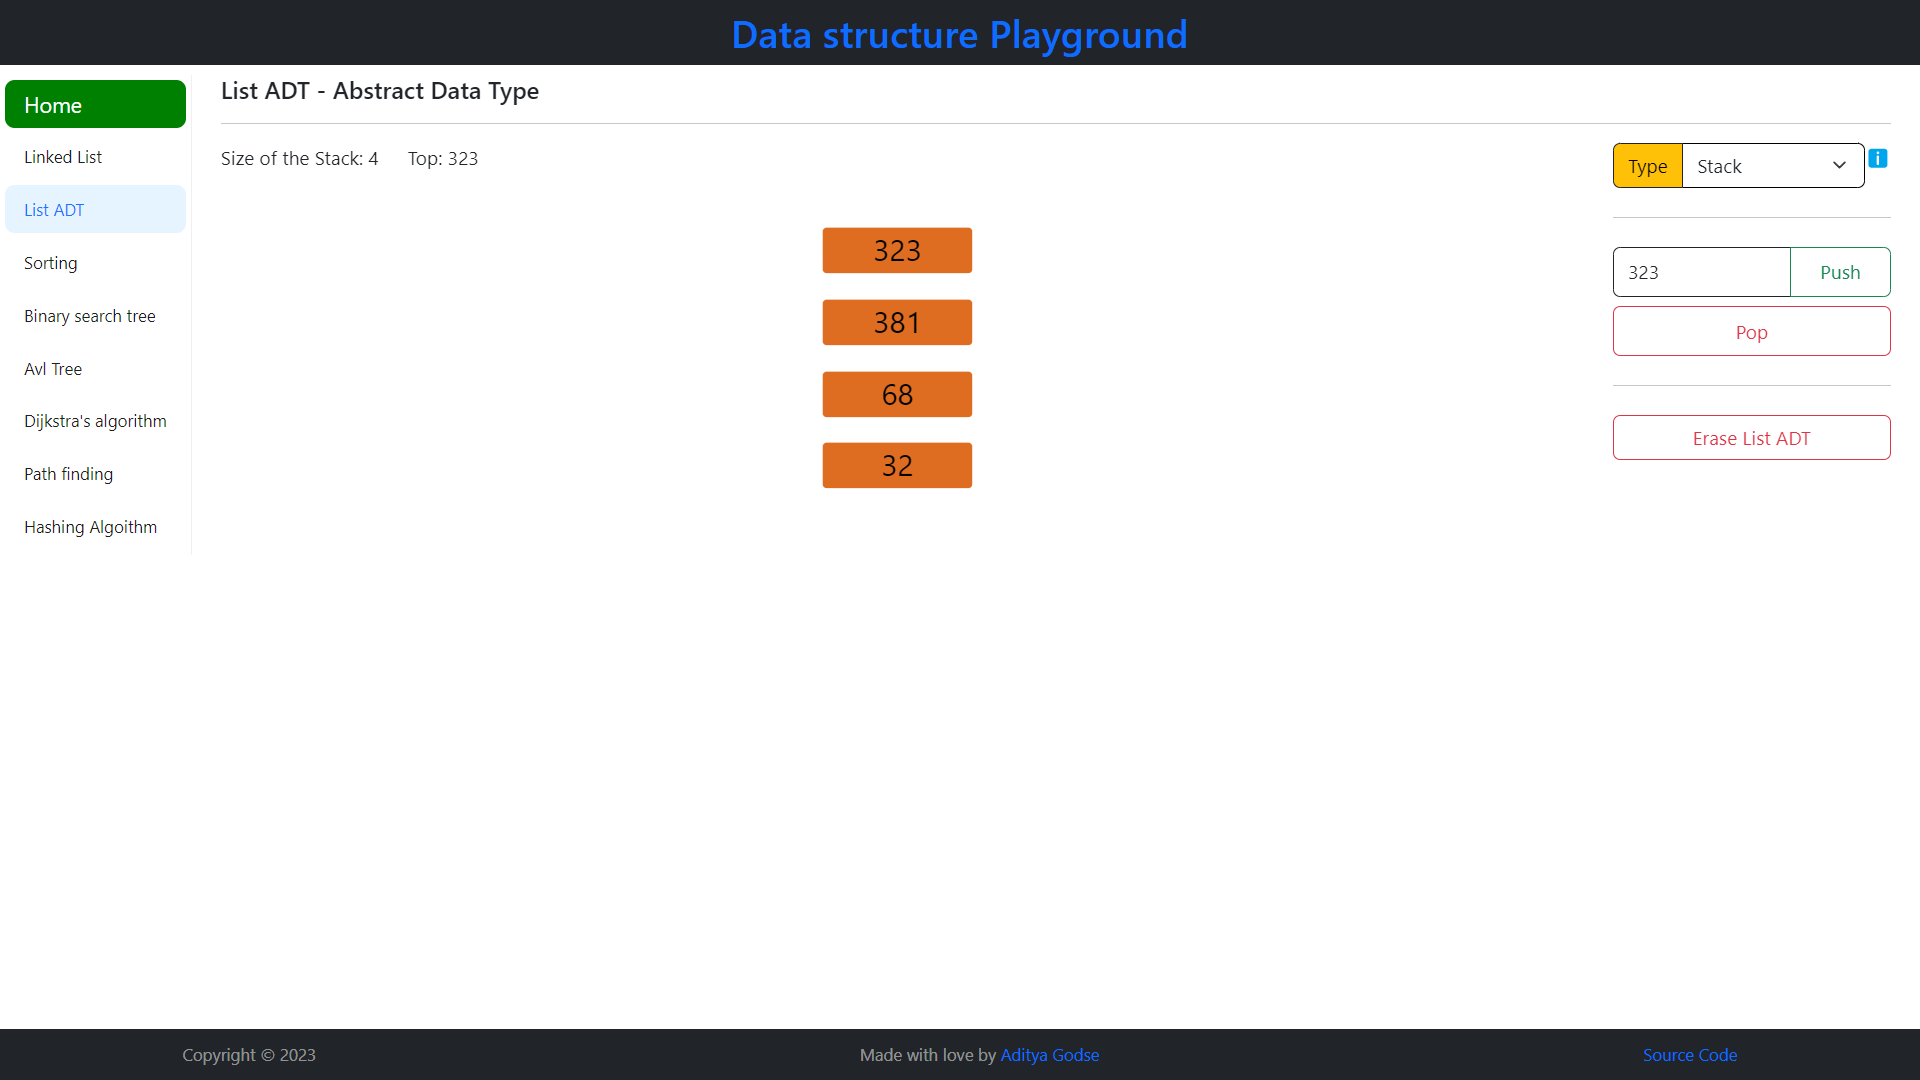 Data structure Playground
Home
Linked List
List ADT
Sorting
Binary search tree
Avl Tree
Dijkstra's algorithm
Path finding
Hashing Algoithm
List ADT - Abstract Data Type
Size of the Stack: 4 Top: 323
323
381
68
32
Type Stack
i
323 Push
Pop
Erase List ADT
Copyright © 2023
Made with love by Aditya Godse
Source Code